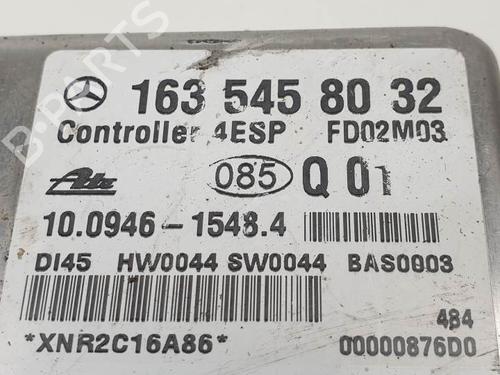 163 545 80 32
Controller 4ESP FD02M03
Ate 085 Q 01
10.0946-1548.4
DI45 HW0044 SW0044 BAS0003
484
*XNR2C16A86* 00000876D0
B-PARTS